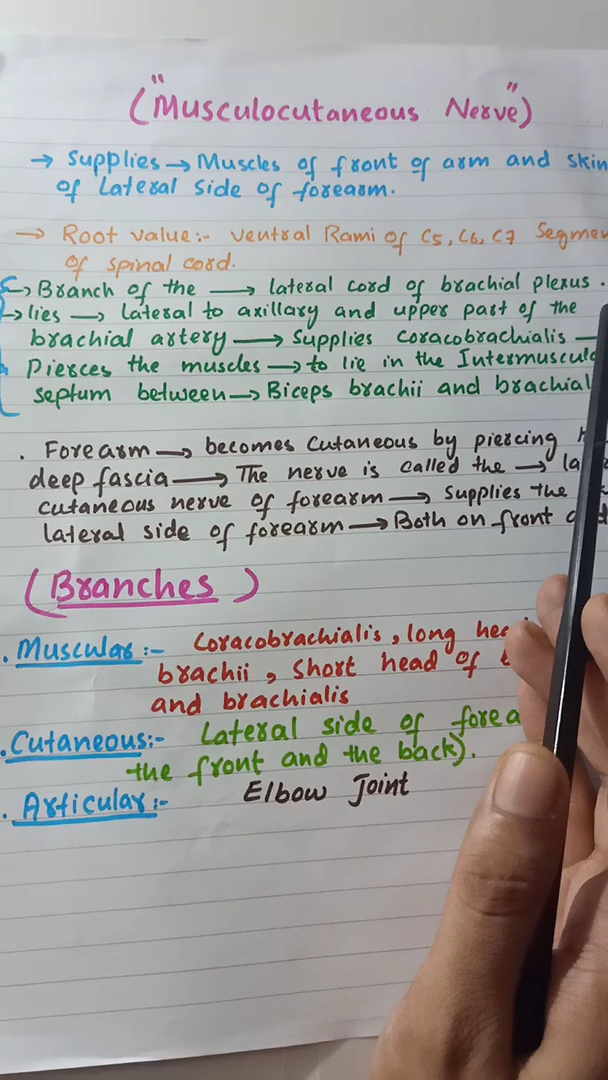 ("Musculocutaneous Nerve")
→ Supplies → Muscles of front of arm and skin
of Lateral side of forearm.
→ Root value:- ventral Rami of C5, C6, C7 Segmen
of spinal cord.
→ Branch of the → lateral cord of brachial plexus.
→ lies → Lateral to axillary and upper part of the
brachial artery → Supplies coracobrachialis →
Pierces the muscles → to lie in the Intermuscula
septum between → Biceps brachii and brachial
. Forearm → becomes cutaneous by piercing
deep fascia → The nerve is called the → la
cutaneous nerve of forearm → Supplies the
lateral side of forearm → Both on front
(Branches)
. Muscular:- Coracobrachialis, long hea
brachii, Short head of b
and brachialis
. Cutaneous:- Lateral side of forea
the front and the back).
. Articular:- Elbow Joint